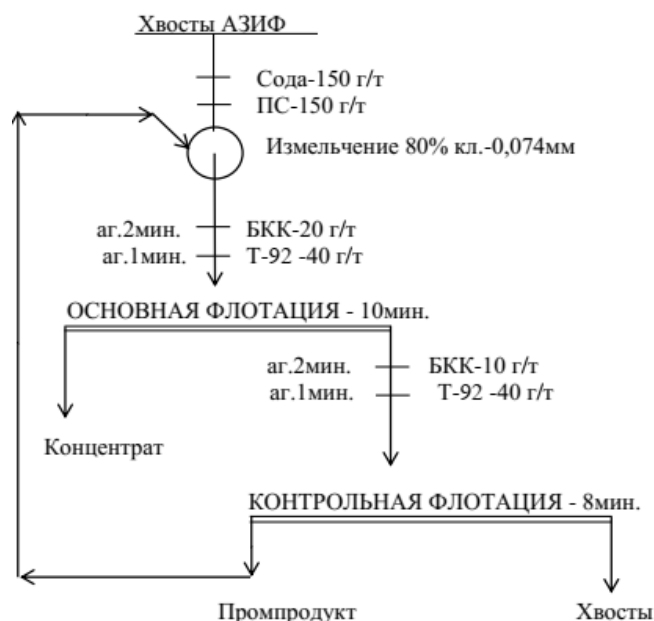 Хвосты АЗИФ
Сода-150 г/т
ПС-150 г/т
Измельчение 80% кл.-0,074мм
аг.2мин. БКК-20 г/т
аг.1мин. Т-92 -40 г/т
ОСНОВНАЯ ФЛОТАЦИЯ - 10мин.
аг.2мин. БКК-10 г/т
аг.1мин. Т-92 -40 г/т
Концентрат
КОНТРОЛЬНАЯ ФЛОТАЦИЯ - 8мин.
Промпродукт Хвосты